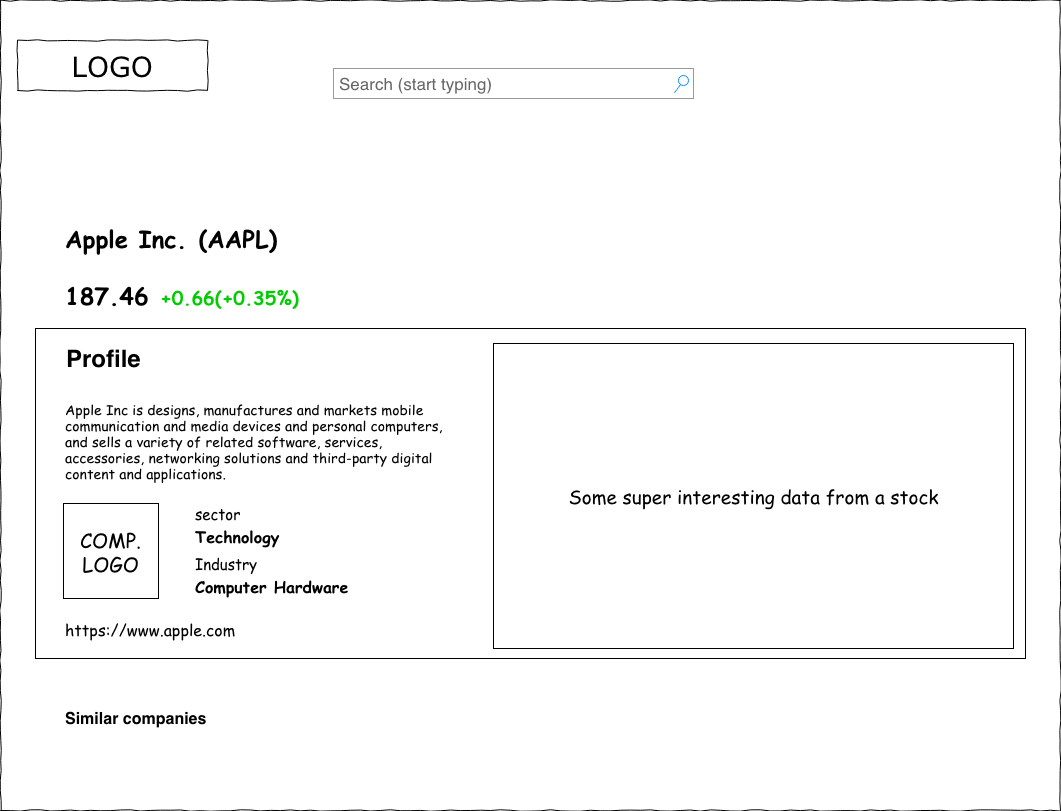 LOGO
Search (start typing)
Apple Inc. (AAPL)
187.46 +0.66(+0.35%)
Profile
Apple Inc is designs, manufactures and markets mobile
communication and media devices and personal computers,
and sells a variety of related software, services,
accessories, networking solutions and third-party digital
content and applications.
COMP.
LOGO
sector
Technology
Industry
Computer Hardware
https://www.apple.com
Some super interesting data from a stock
Similar companies